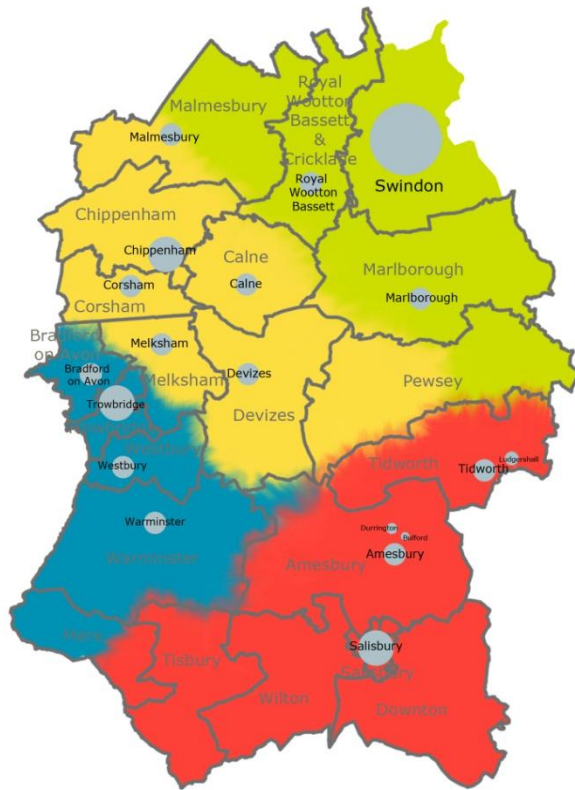 Royal
Wootton
Bassett
&
Cricklade
Malmesbury
Malmesbury
Swindon
Royal
Wootton
Bassett
Chippenham
Chippenham
Calne
Calne
Corsham
Corsham
Marlborough
Marlborough
Bradford
on Avon
Bradford
on Avon
Melksham
Melksham
Devizes
Devizes
Pewsey
Trowbridge
Westbury
Tidworth
Tidworth
Ludgershall
Warminster
Warminster
Durrington
Bulford
Amesbury
Amesbury
Mere
Tisbury
Salisbury
Salisbury
Wilton
Downton